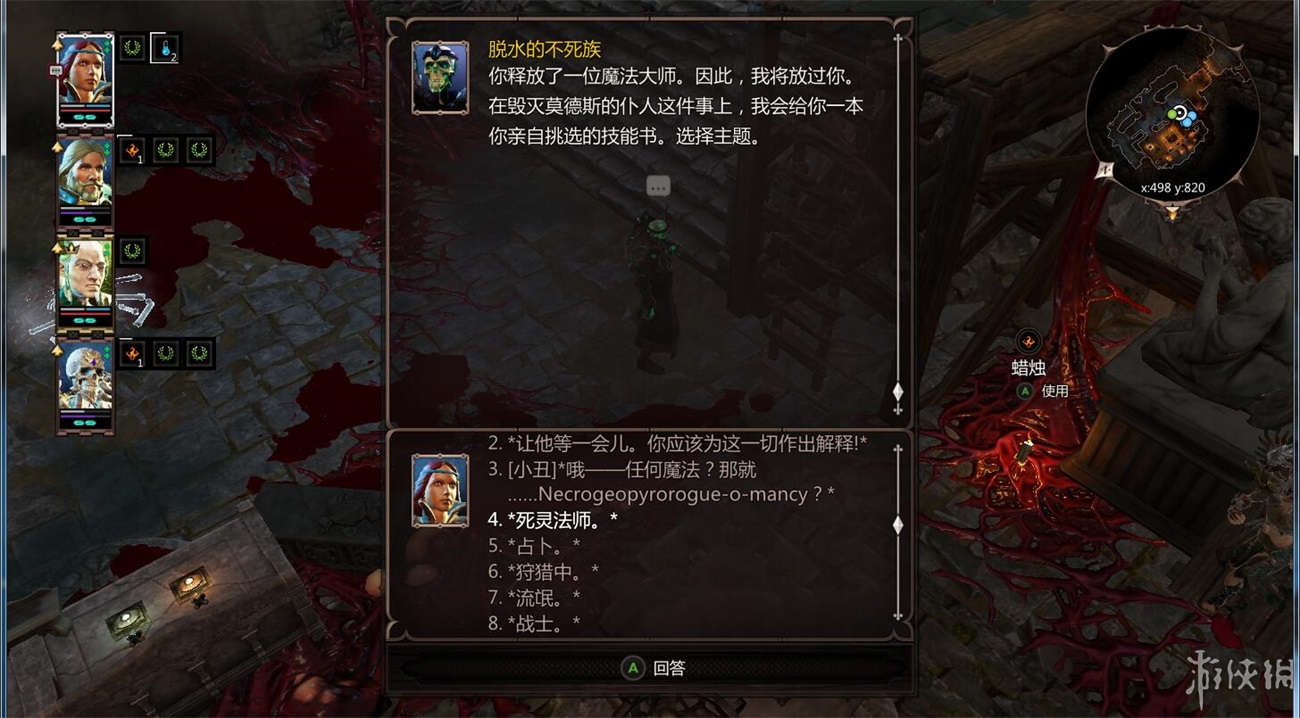 脱水的不死族
你释放了一位魔法大师。因此，我将放过你。
在毁灭莫德斯的仆人这件事上，我会给你一本
你亲自挑选的技能书。选择主题。
x:498 y:820
2
1
1
蜡烛
A 使用
2. *让他等一会儿。你应该为这一切作出解释!*
3. [小丑]*哦——任何魔法？那就
......Necrogeopyrorogue-o-mancy？*
4. *死灵法师。*
5. *占卜。*
6. *狩猎中。*
7. *流氓。*
8. *战士。*
A 回答
游侠网